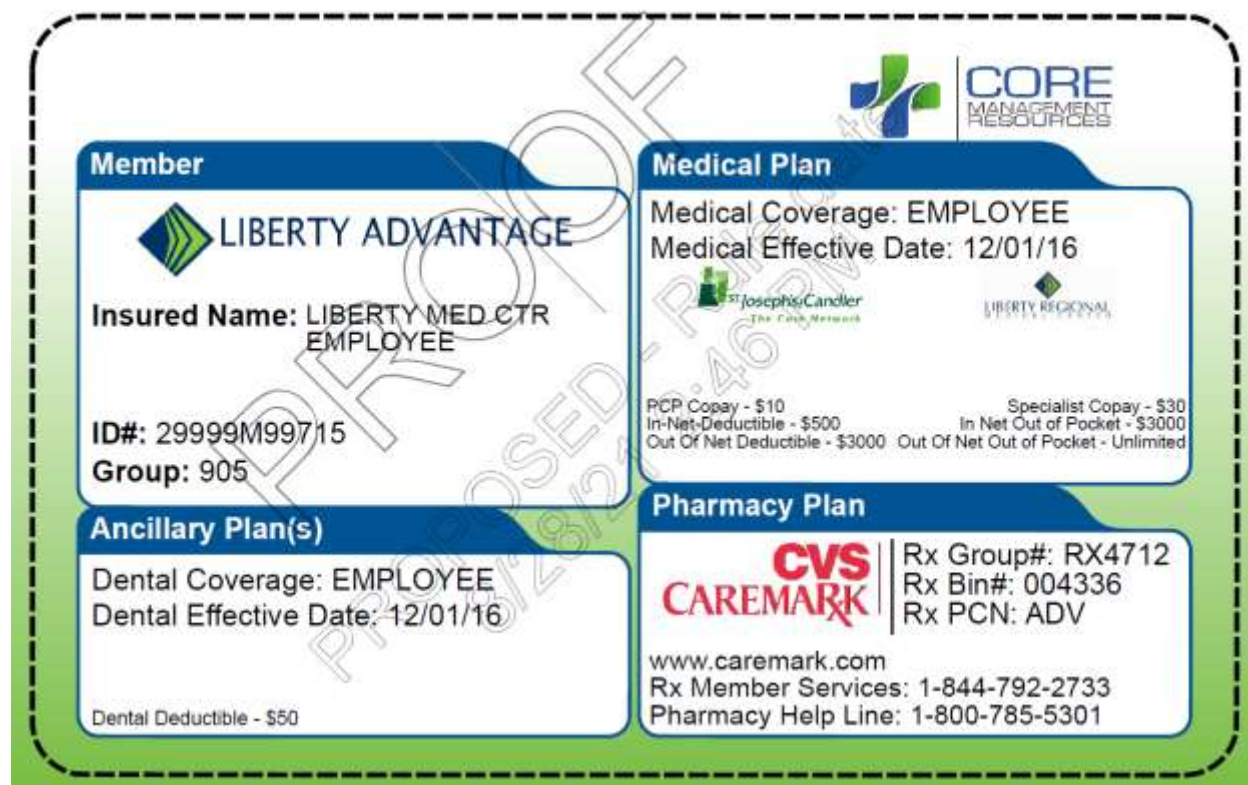 CORE
MANAGEMENT
RESOURCES
Member
LIBERTY ADVANTAGE
Insured Name: LIBERTY MED CTR
EMPLOYEE
ID#: 29999M99715
Group: 905
Medical Plan
Medical Coverage: EMPLOYEE
Medical Effective Date: 12/01/16
St Joseph's/Candler
The Care Network
LIBERTY REGIONAL
MEDICAL CENTER
PCP Copay - $10
Specialist Copay - $30
In-Net-Deductible - $500
In Net Out of Pocket - $3000
Out Of Net Deductible - $3000
Out Of Net Out of Pocket - Unlimited
Ancillary Plan(s)
Dental Coverage: EMPLOYEE
Dental Effective Date: 12/01/16
Dental Deductible - $50
Pharmacy Plan
CVS
CAREMARK
Rx Group#: RX4712
Rx Bin#: 004336
Rx PCN: ADV
www.caremark.com
Rx Member Services: 1-844-792-2733
Pharmacy Help Line: 1-800-785-5301
PROOF
PROPOSED - Rule date